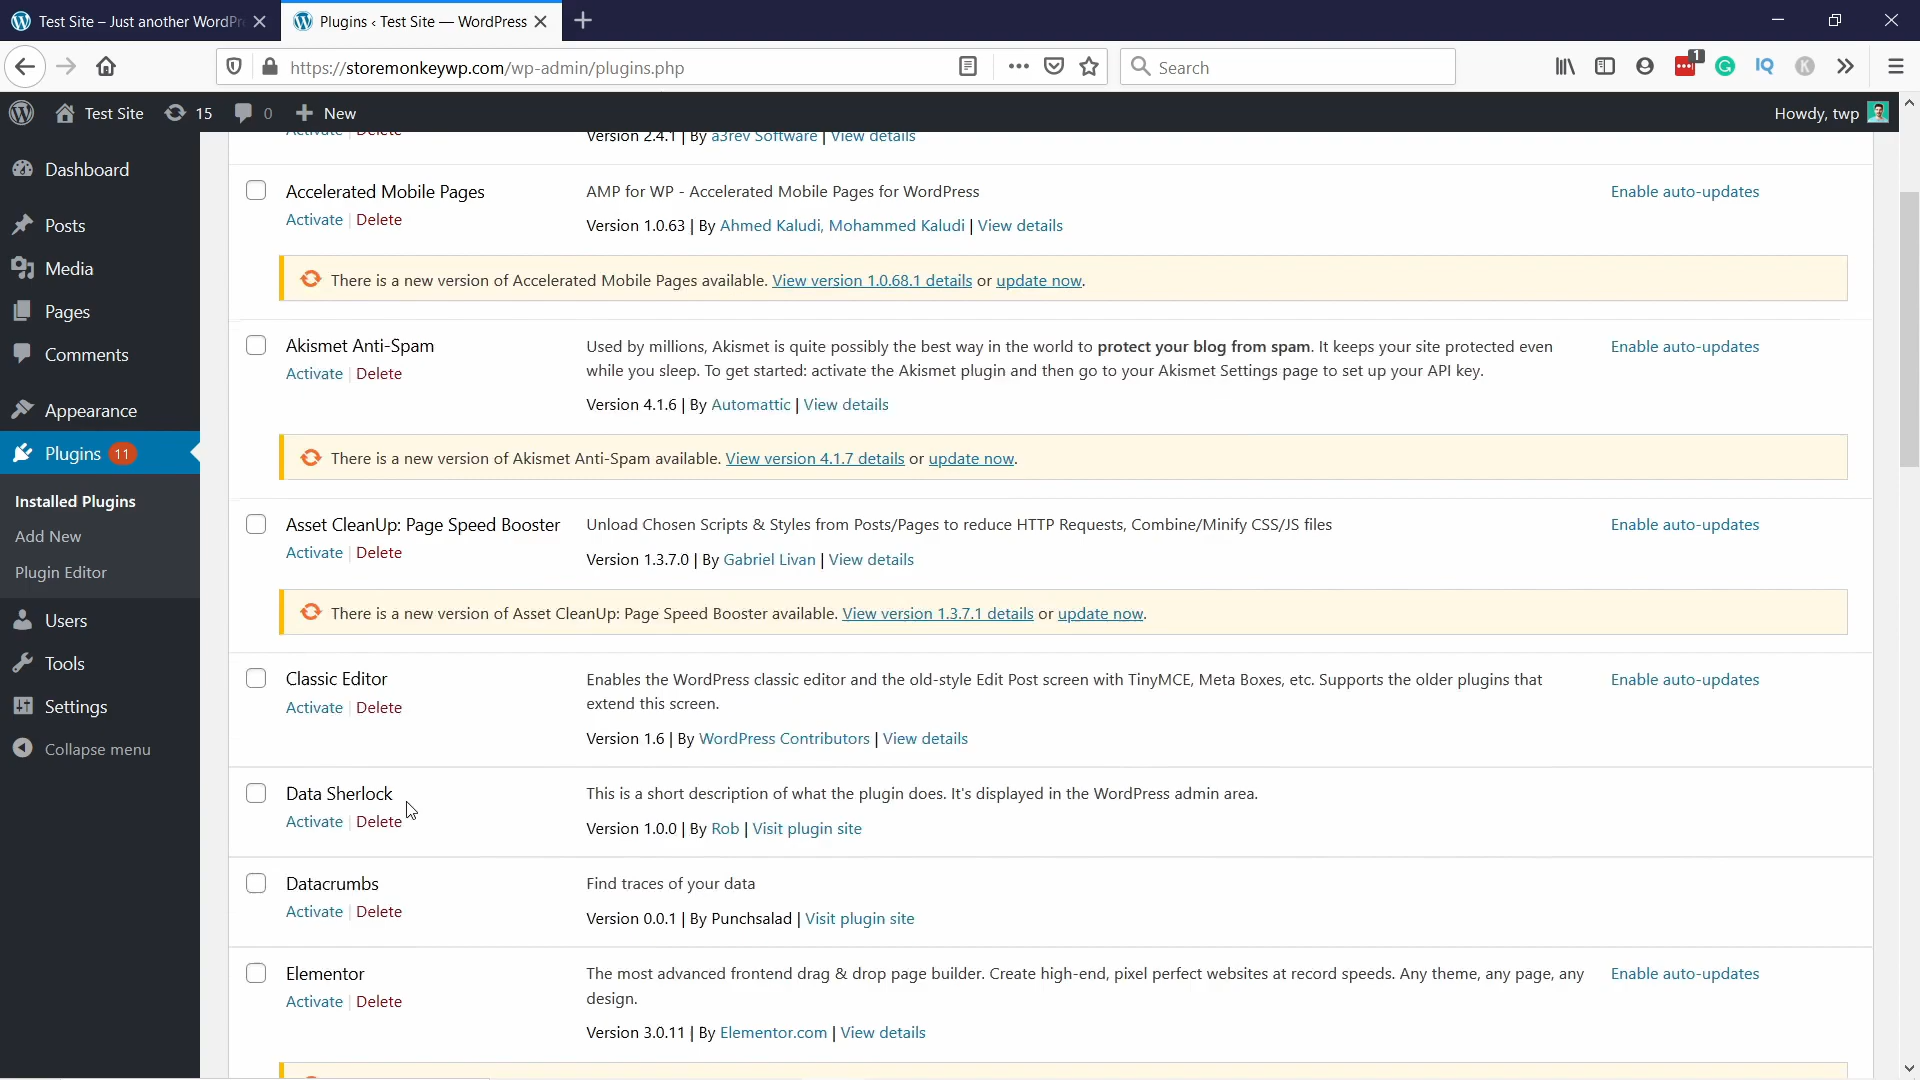 Test Site – Just another WordPr
Plugins ‹ Test Site — WordPress
https://storemonkeywp.com/wp-admin/plugins.php
Search
1
Test Site
15
0
New
Howdy, twp
Dashboard
Posts
Media
Pages
Comments
Appearance
Plugins 11
Installed Plugins
Add New
Plugin Editor
Users
Tools
Settings
Collapse menu
Activate | Delete
Version 2.4.1 | By a3rev Software | View details
Accelerated Mobile Pages
Activate | Delete
AMP for WP - Accelerated Mobile Pages for WordPress
Version 1.0.63 | By Ahmed Kaludi, Mohammed Kaludi | View details
Enable auto-updates
There is a new version of Accelerated Mobile Pages available. View version 1.0.68.1 details or update now.
Akismet Anti-Spam
Activate | Delete
Used by millions, Akismet is quite possibly the best way in the world to protect your blog from spam. It keeps your site protected even
while you sleep. To get started: activate the Akismet plugin and then go to your Akismet Settings page to set up your API key.
Version 4.1.6 | By Automattic | View details
Enable auto-updates
There is a new version of Akismet Anti-Spam available. View version 4.1.7 details or update now.
Asset CleanUp: Page Speed Booster
Activate | Delete
Unload Chosen Scripts & Styles from Posts/Pages to reduce HTTP Requests, Combine/Minify CSS/JS files
Version 1.3.7.0 | By Gabriel Livan | View details
Enable auto-updates
There is a new version of Asset CleanUp: Page Speed Booster available. View version 1.3.7.1 details or update now.
Classic Editor
Activate | Delete
Enables the WordPress classic editor and the old-style Edit Post screen with TinyMCE, Meta Boxes, etc. Supports the older plugins that
extend this screen.
Version 1.6 | By WordPress Contributors | View details
Enable auto-updates
Data Sherlock
Activate | Delete
This is a short description of what the plugin does. It's displayed in the WordPress admin area.
Version 1.0.0 | By Rob | Visit plugin site
Datacrumbs
Activate | Delete
Find traces of your data
Version 0.0.1 | By Punchsalad | Visit plugin site
Elementor
Activate | Delete
The most advanced frontend drag & drop page builder. Create high-end, pixel perfect websites at record speeds. Any theme, any page, any
design.
Version 3.0.11 | By Elementor.com | View details
Enable auto-updates